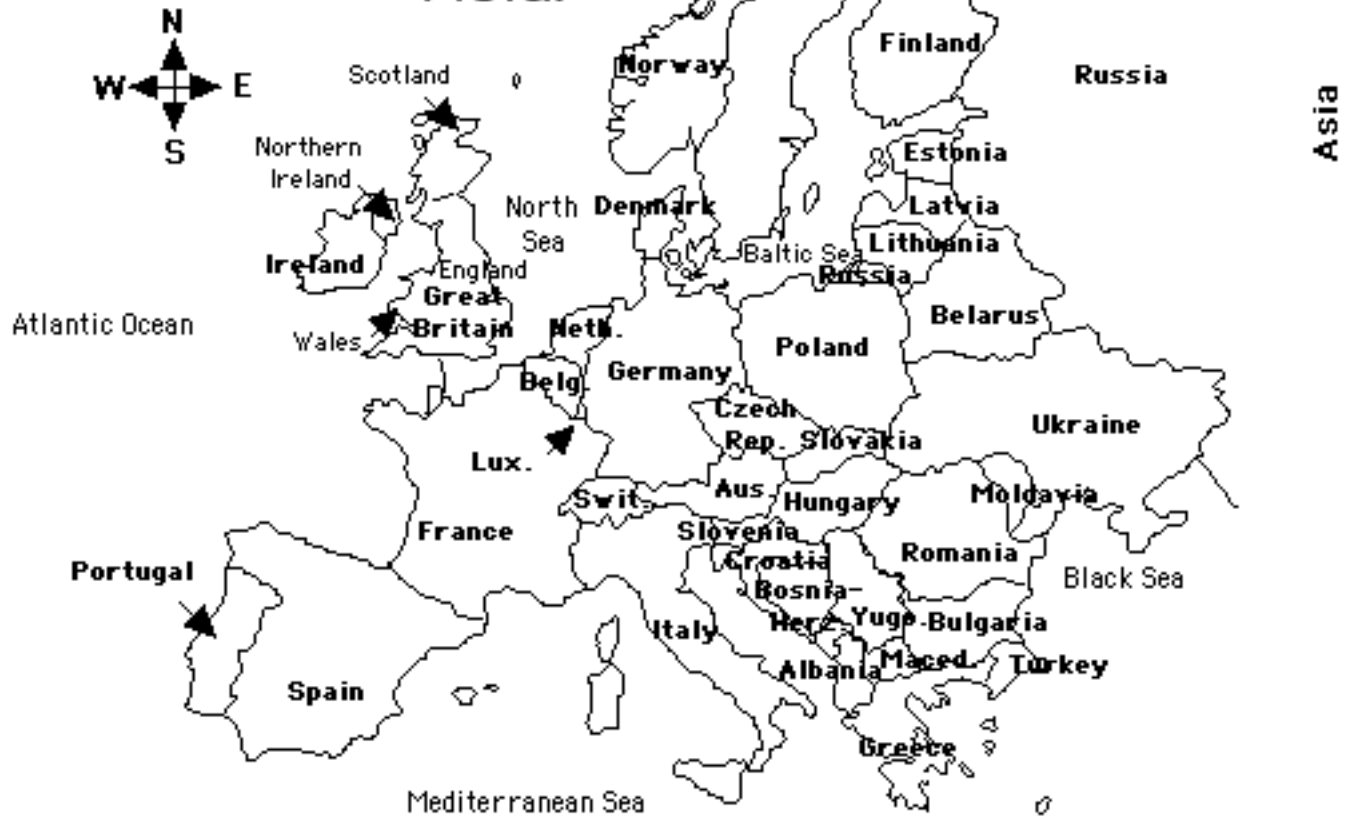 N
W
E
S
Scotland
Norway
Finland
Russia
Asia
Northern
Ireland
Estonia
North
Sea
Denmark
Latvia
Ireland
England
Baltic Sea
Lithuania
Russia
Great
Britain
Atlantic Ocean
Wales
Neth.
Belarus
Poland
Belg.
Germany
Czech
Rep.
Slovakia
Ukraine
Lux.
Swit.
Aus.
Hungary
Moldavia
France
Slovenia
Croatia
Romania
Portugal
Bosnia-
Herz.
Black Sea
Italy
Yugo.
Bulgaria
Spain
Albania
Maced.
Turkey
Greece
Mediterranean Sea